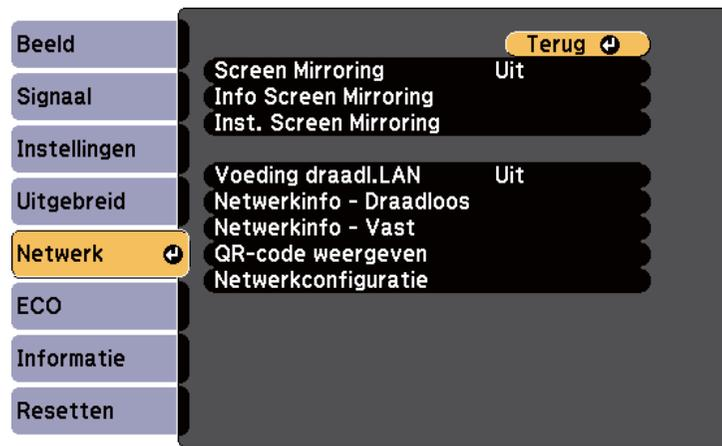 Beeld
Signaal
Instellingen
Uitgebreid
Netwerk
ECO
Informatie
Resetten
Terug
Screen Mirroring Uit
Info Screen Mirroring
Inst. Screen Mirroring
Voeding draadl.LAN Uit
Netwerkinfo - Draadloos
Netwerkinfo - Vast
QR-code weergeven
Netwerkconfiguratie